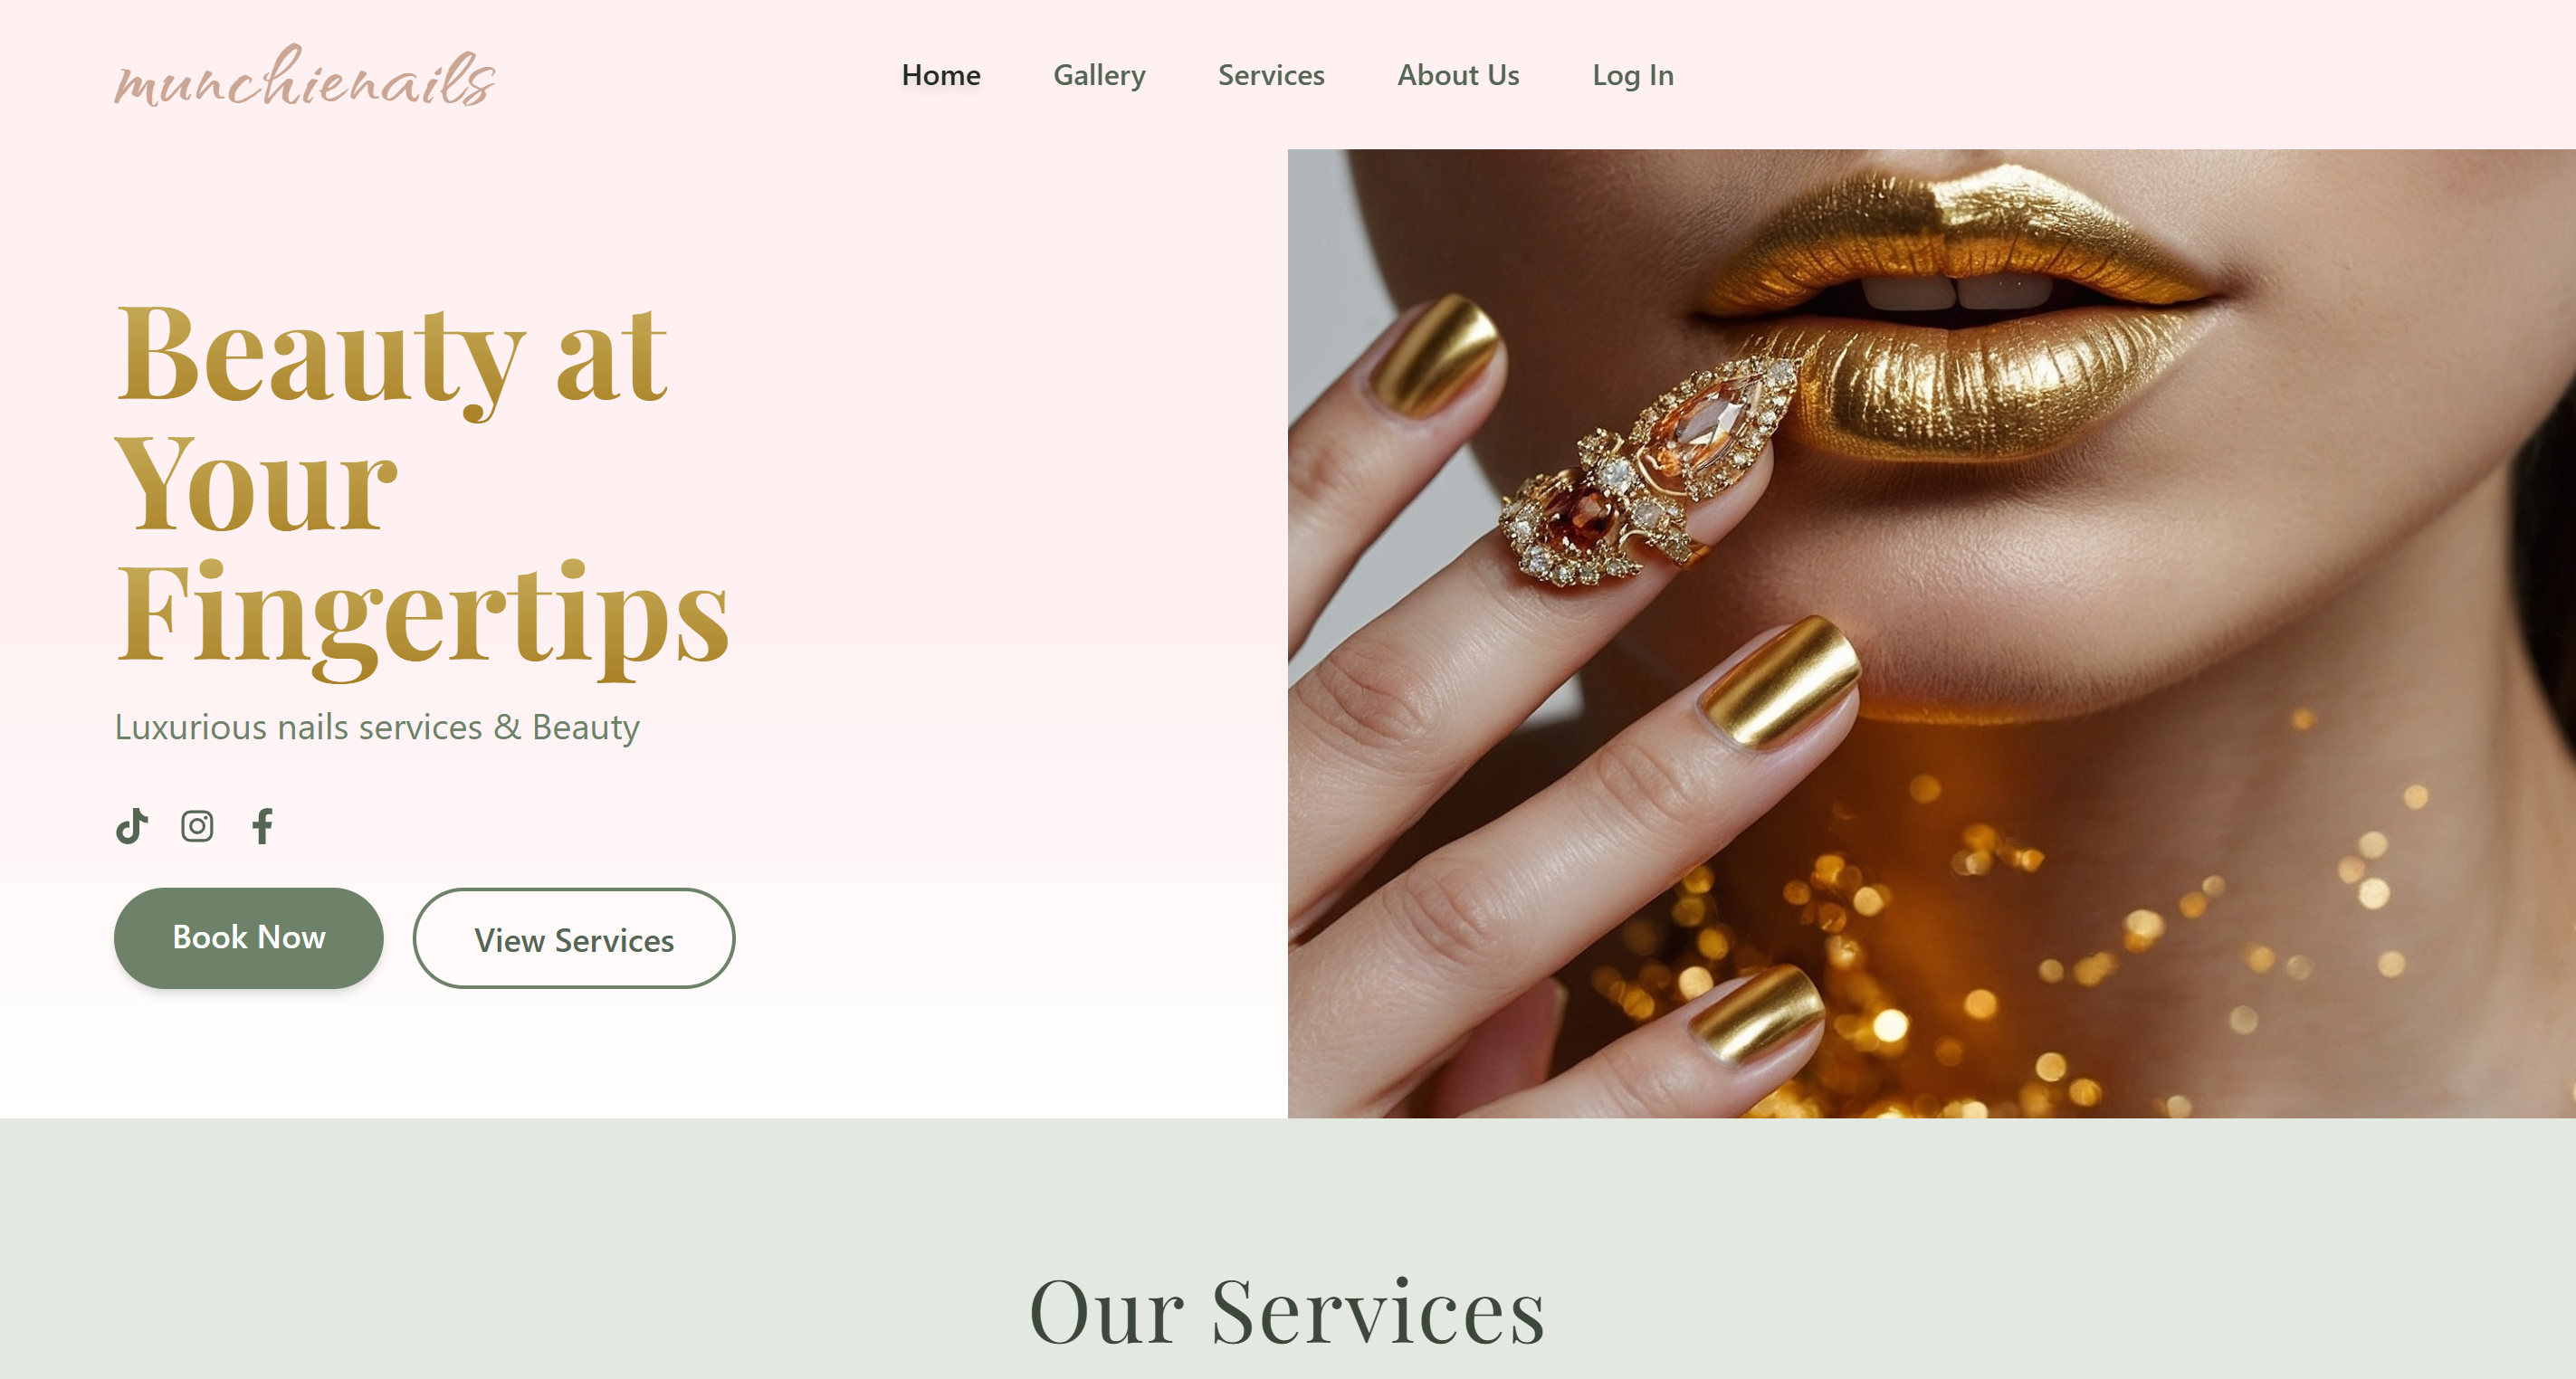 munchienails
Home Gallery Services About Us Log In
Beauty at
Your
Fingertips
Luxurious nails services & Beauty
Book Now View Services
Our Services